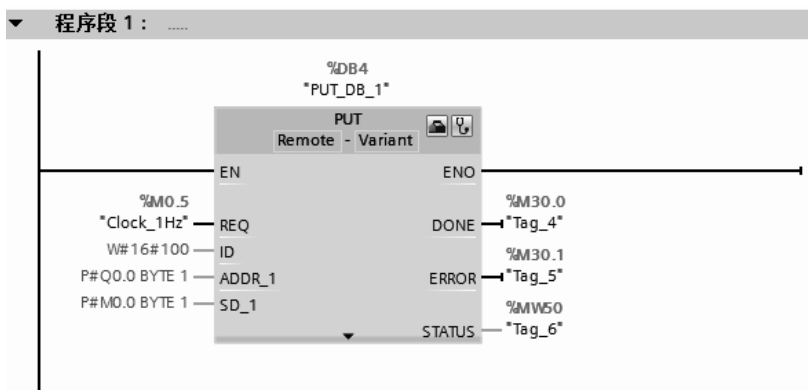 程序段 1： .....
%DB4
"PUT_DB_1"
PUT
Remote - Variant
EN
ENO
%M0.5
"Clock_1Hz"
REQ
W#16#100
ID
P#Q0.0 BYTE 1
ADDR_1
P#M0.0 BYTE 1
SD_1
%M30.0
DONE
"Tag_4"
%M30.1
ERROR
"Tag_5"
%MW50
STATUS
"Tag_6"